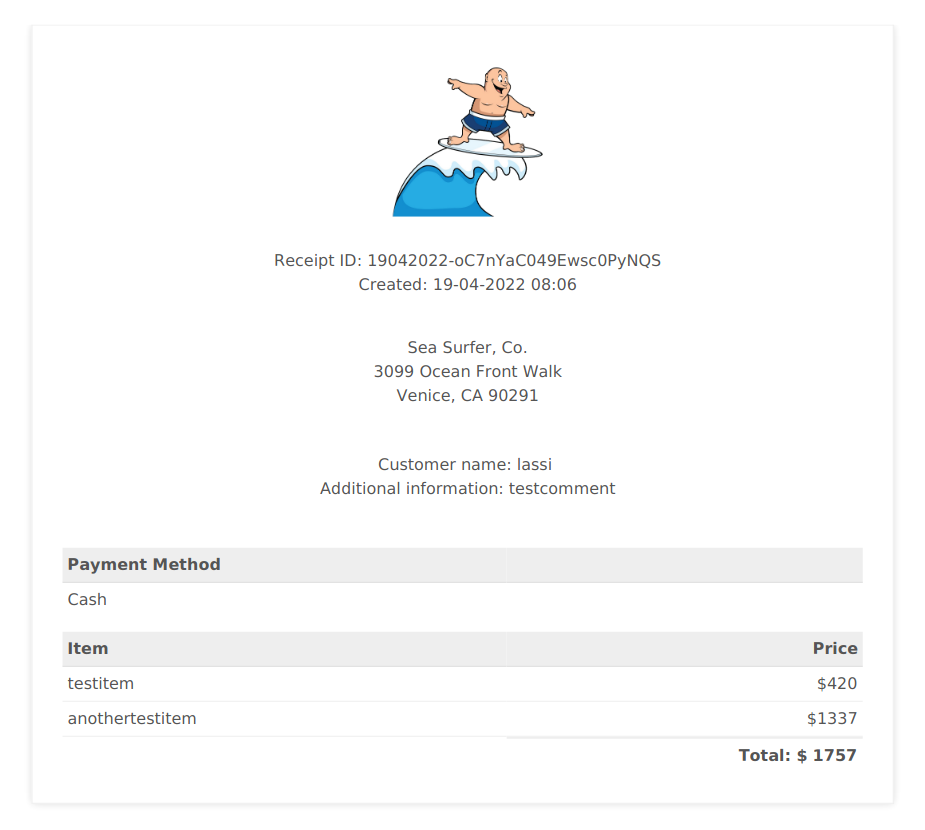 Receipt ID: 19042022-oC7nYaC049Ewsc0PyNQS
Created: 19-04-2022 08:06
Sea Surfer, Co.
3099 Ocean Front Walk
Venice, CA 90291
Customer name: lassi
Additional information: testcomment
Payment Method
Cash
Item Price
testitem $420
anothertestitem $1337
Total: $ 1757